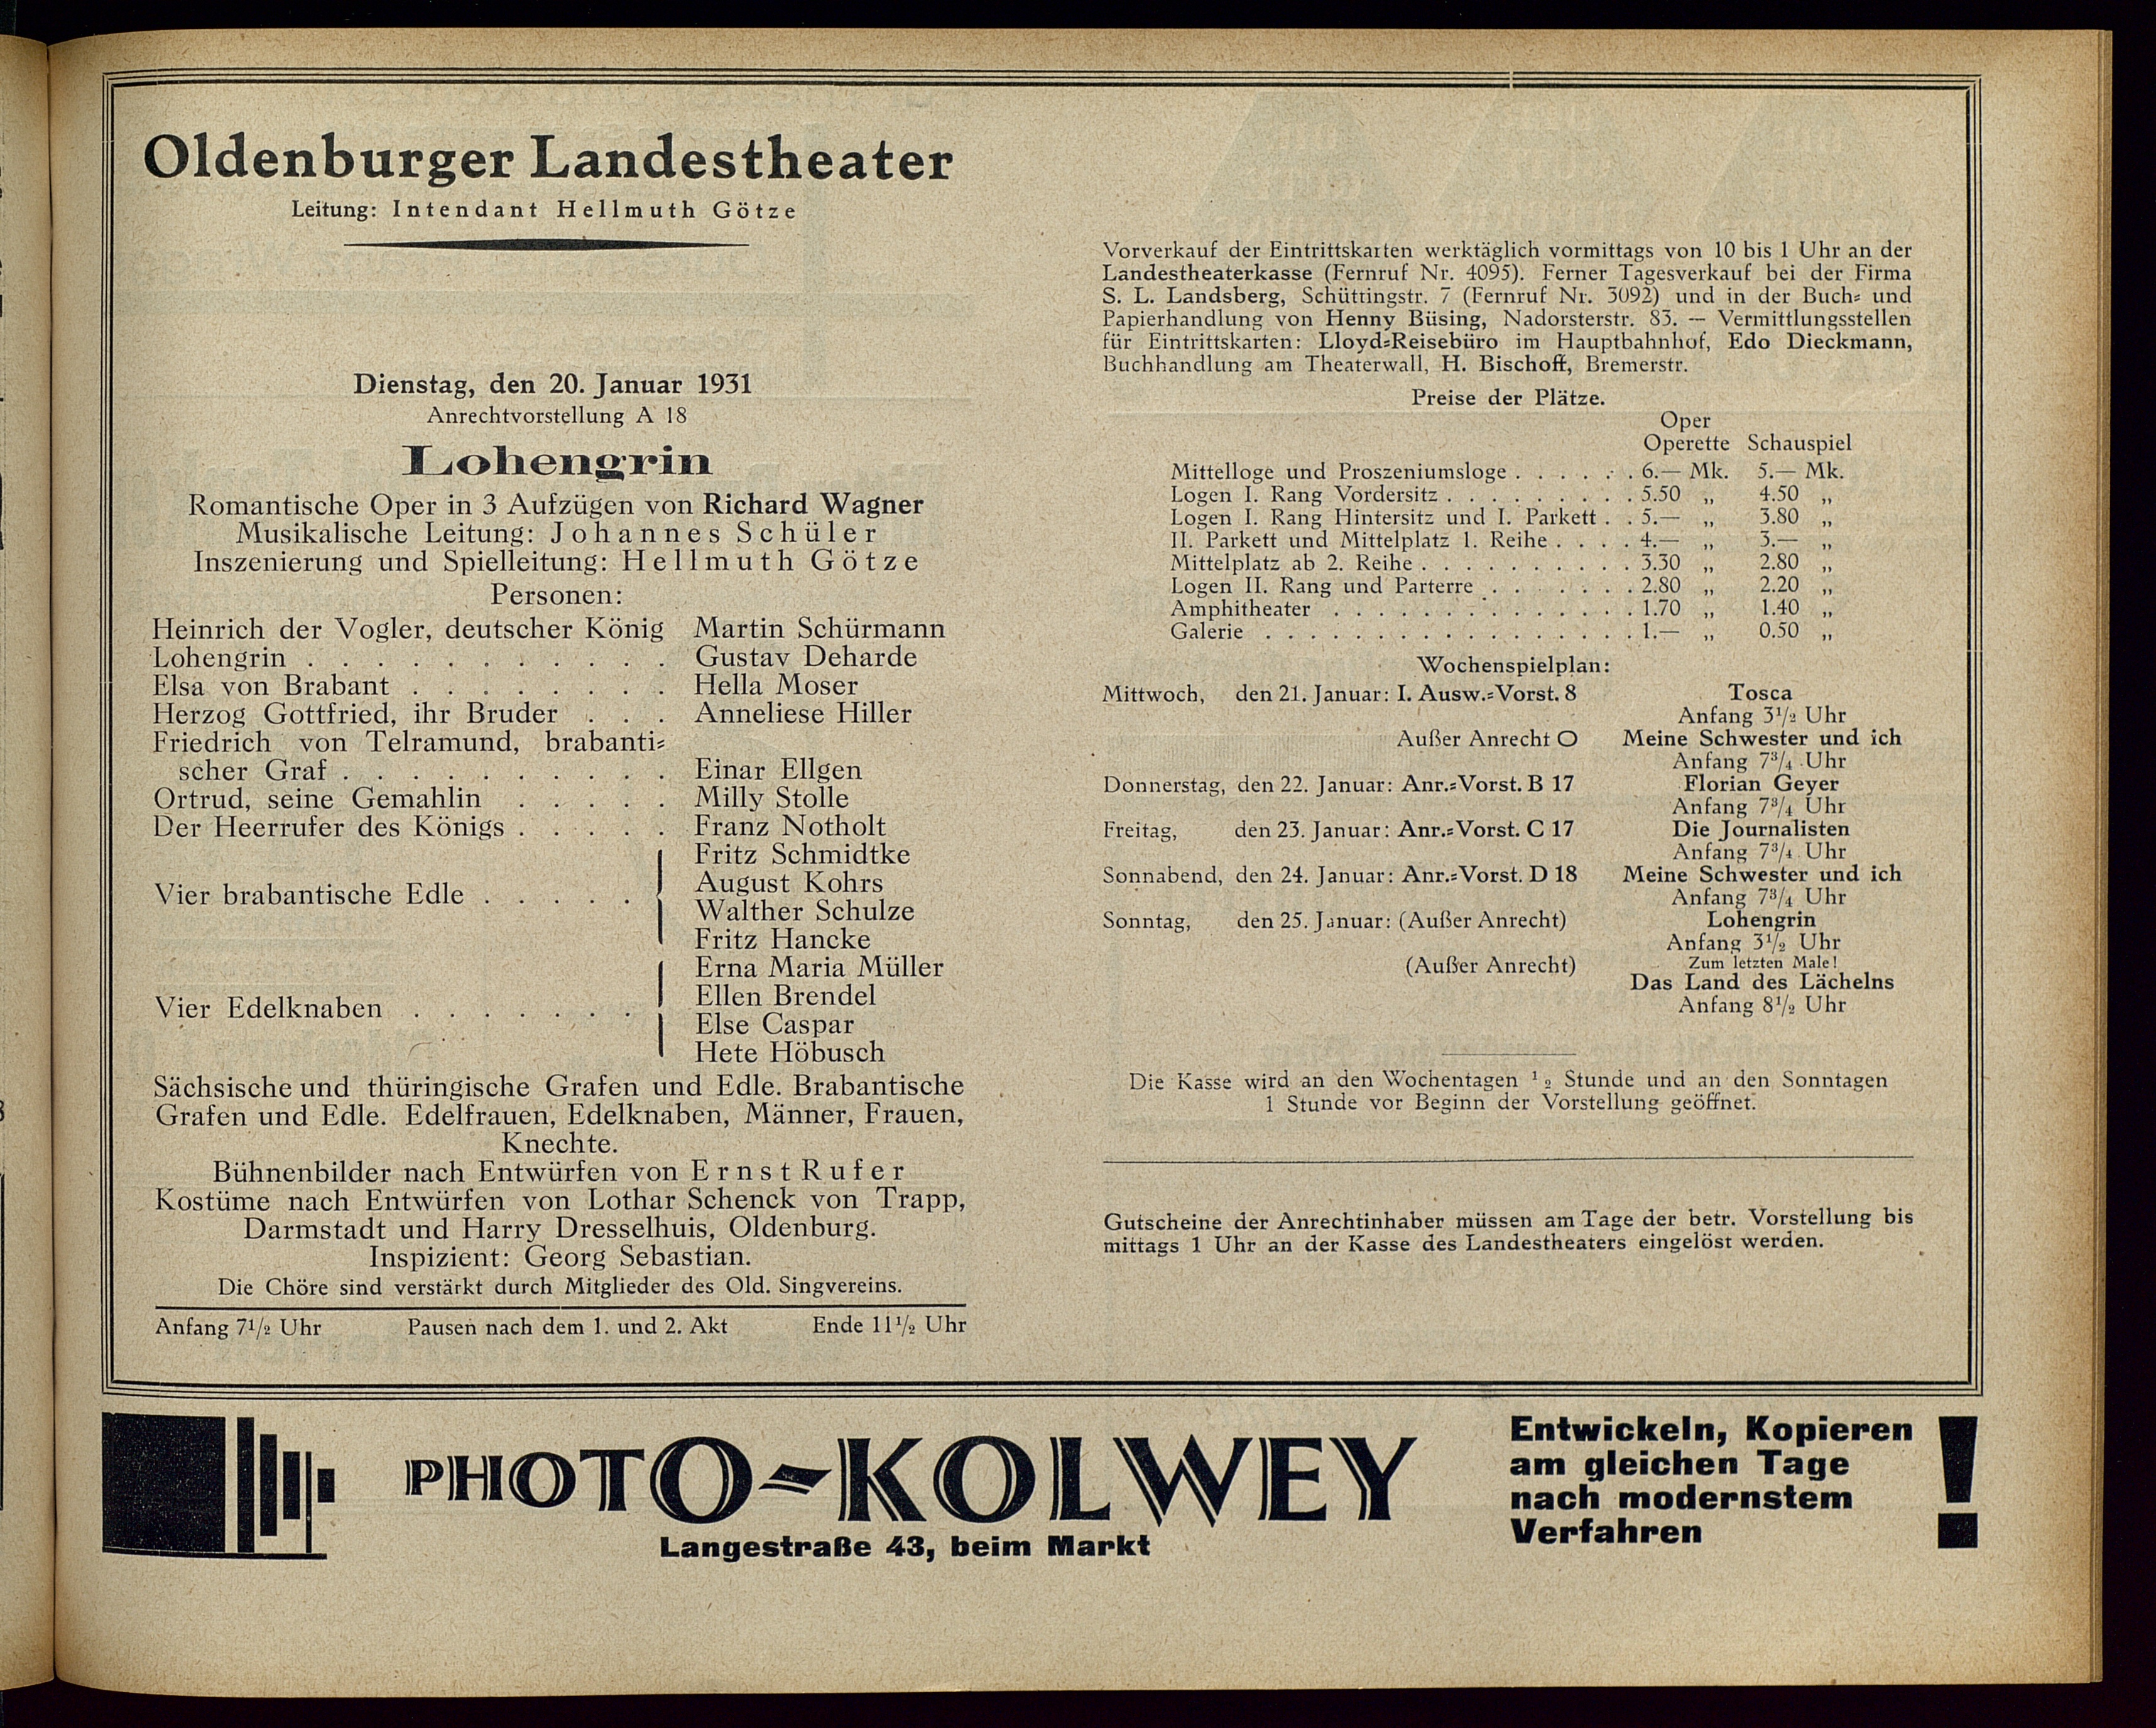 Oldenburger Landestheater
Leitung: Intendant Hellmuth Götze
Dienstag, den 20. Januar 1931
Anrechtvorstellung A 18
Lohengrin
Romantische Oper in 3 Aufzügen von Richard Wagner
Musikalische Leitung: Johannes Schüler
Inszenierung und Spielleitung: Hellmuth Götze
Personen:
Heinrich der Vogler, deutscher König Martin Schürmann
Lohengrin . . . . . . . . . . . Gustav Deharde
Elsa von Brabant . . . . . . . . Hella Moser
Herzog Gottfried, ihr Bruder . . . Anneliese Hiller
Friedrich von Telramund, brabanti-
scher Graf . . . . . . . . . . Einar Ellgen
Ortrud, seine Gemahlin . . . . . Milly Stolle
Der Heerrufer des Königs . . . . . Franz Notholt
Vier brabantische Edle . . . . .
Fritz Schmidtke
August Kohrs
Walther Schulze
Fritz Hancke
Vier Edelknaben . . . . . . .
Erna Maria Müller
Ellen Brendel
Else Caspar
Hete Höbusch
Sächsische und thüringische Grafen und Edle. Brabantische
Grafen und Edle. Edelfrauen, Edelknaben, Männer, Frauen,
Knechte.
Bühnenbilder nach Entwürfen von Ernst Rufer
Kostüme nach Entwürfen von Lothar Schenck von Trapp,
Darmstadt und Harry Dresselhuis, Oldenburg.
Inspizient: Georg Sebastian.
Die Chöre sind verstärkt durch Mitglieder des Old. Singvereins.
Anfang 7½ Uhr Pausen nach dem 1. und 2. Akt Ende 11½ Uhr
Vorverkauf der Eintrittskarten werktäglich vormittags von 10 bis 1 Uhr an der
Landestheaterkasse (Fernruf Nr. 4095). Ferner Tagesverkauf bei der Firma
S. L. Landsberg, Schüttingstr. 7 (Fernruf Nr. 3092) und in der Buch- und
Papierhandlung von Henny Büsing, Nadorsterstr. 83. — Vermittlungsstellen
für Eintrittskarten: Lloyd-Reisebüro im Hauptbahnhof, Edo Dieckmann,
Buchhandlung am Theaterwall, H. Bischoff, Bremerstr.
Preise der Plätze.
Oper
Operette Schauspiel
Mittelloge und Proszeniumsloge . . . . . . 6.— Mk. 5.— Mk.
Logen I. Rang Vordersitz . . . . . . . . . 5.50 „ 4.50 „
Logen I. Rang Hintersitz und I. Parkett . . 5.— „ 3.80 „
II. Parkett und Mittelplatz 1. Reihe . . . . 4.— „ 3.— „
Mittelplatz ab 2. Reihe . . . . . . . . . . 3.30 „ 2.80 „
Logen II. Rang und Parterre . . . . . . . 2.80 „ 2.20 „
Amphitheater . . . . . . . . . . . . . . 1.70 „ 1.40 „
Galerie . . . . . . . . . . . . . . . . . 1.— „ 0.50 „
Wochenspielplan:
Mittwoch, den 21. Januar: I. Ausw.-Vorst. 8 Tosca
Anfang 3½ Uhr
Außer Anrecht O Meine Schwester und ich
Anfang 7¾ Uhr
Donnerstag, den 22. Januar: Anr.-Vorst. B 17 Florian Geyer
Anfang 7¾ Uhr
Freitag, den 23. Januar: Anr.-Vorst. C 17 Die Journalisten
Anfang 7¾ Uhr
Sonnabend, den 24. Januar: Anr.-Vorst. D 18 Meine Schwester und ich
Anfang 7¾ Uhr
Sonntag, den 25. Januar: (Außer Anrecht) Lohengrin
Anfang 3½ Uhr
(Außer Anrecht) Zum letzten Male!
Das Land des Lächelns
Anfang 8½ Uhr
Die Kasse wird an den Wochentagen ½ Stunde und an den Sonntagen
1 Stunde vor Beginn der Vorstellung geöffnet.
Gutscheine der Anrechtinhaber müssen am Tage der betr. Vorstellung bis
mittags 1 Uhr an der Kasse des Landestheaters eingelöst werden.
PHOTO-KOLWEY
Langestraße 43, beim Markt
Entwickeln, Kopieren
am gleichen Tage
nach modernstem
Verfahren !